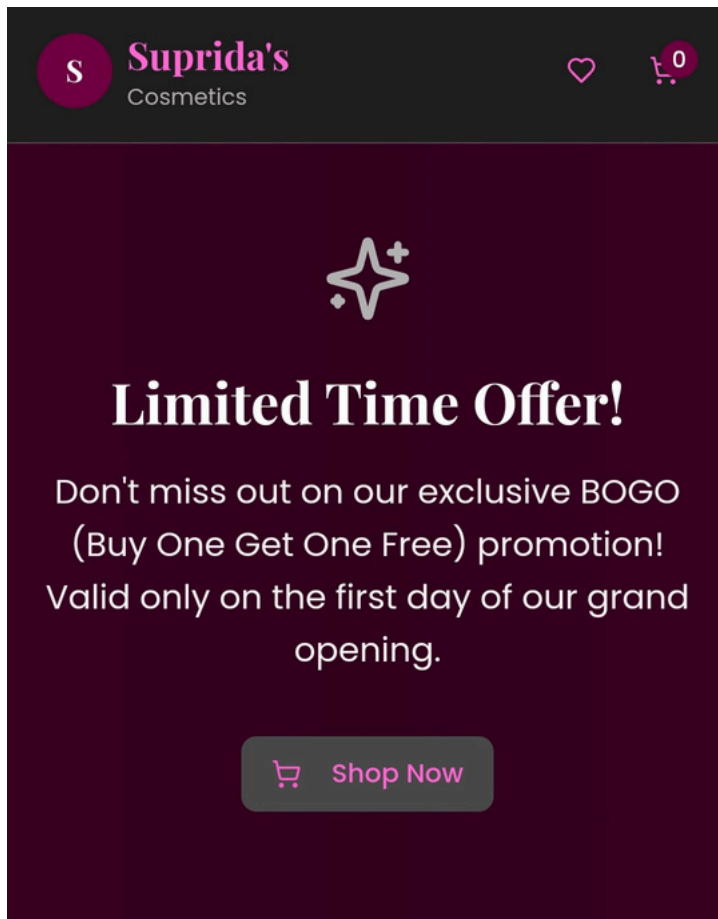 S
Suprida's
Cosmetics
0
Limited Time Offer!
Don't miss out on our exclusive BOGO
(Buy One Get One Free) promotion!
Valid only on the first day of our grand
opening.
Shop Now